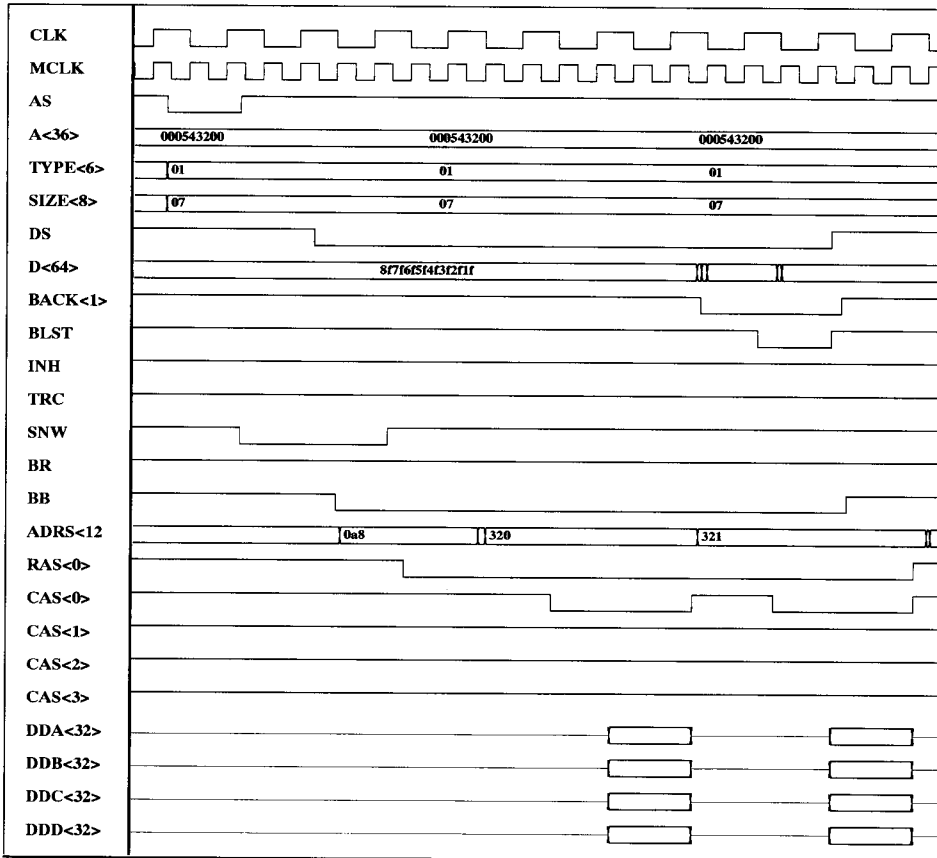 CLK
MCLK
AS
A<36> 000543200 000543200 000543200
TYPE<6> 01 01 01
SIZE<8> 07 07 07
DS
D<64> 8f7f6f5f4f3f2f1f
BACK<1>
BLST
INH
TRC
SNW
BR
BB
ADRS<12 0a8 320 321
RAS<0>
CAS<0>
CAS<1>
CAS<2>
CAS<3>
DDA<32>
DDB<32>
DDC<32>
DDD<32>